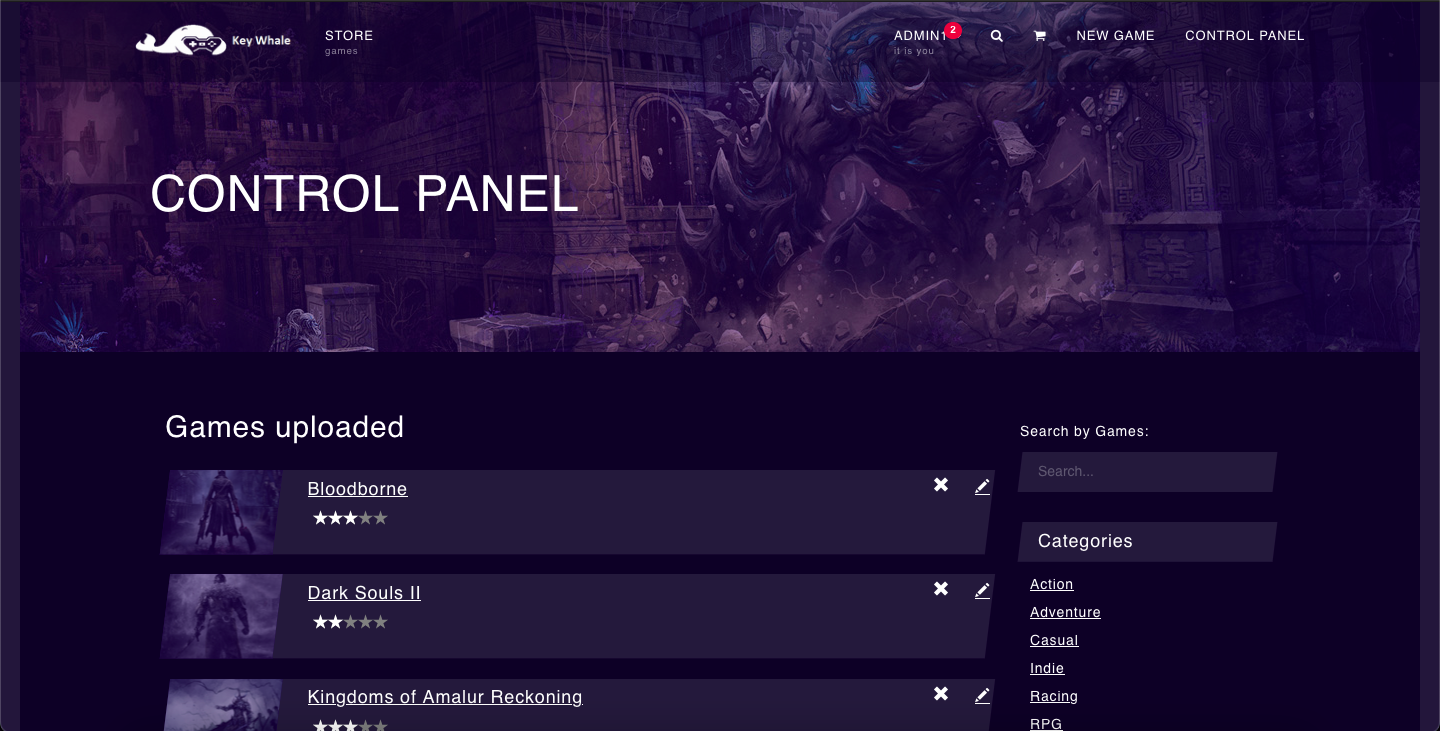 Key Whale
STORE
games
ADMIN1
2
it is you
NEW GAME
CONTROL PANEL
CONTROL PANEL
Games uploaded
Bloodborne
Dark Souls II
Kingdoms of Amalur Reckoning
Search by Games:
Search...
Categories
Action
Adventure
Casual
Indie
Racing
RPG